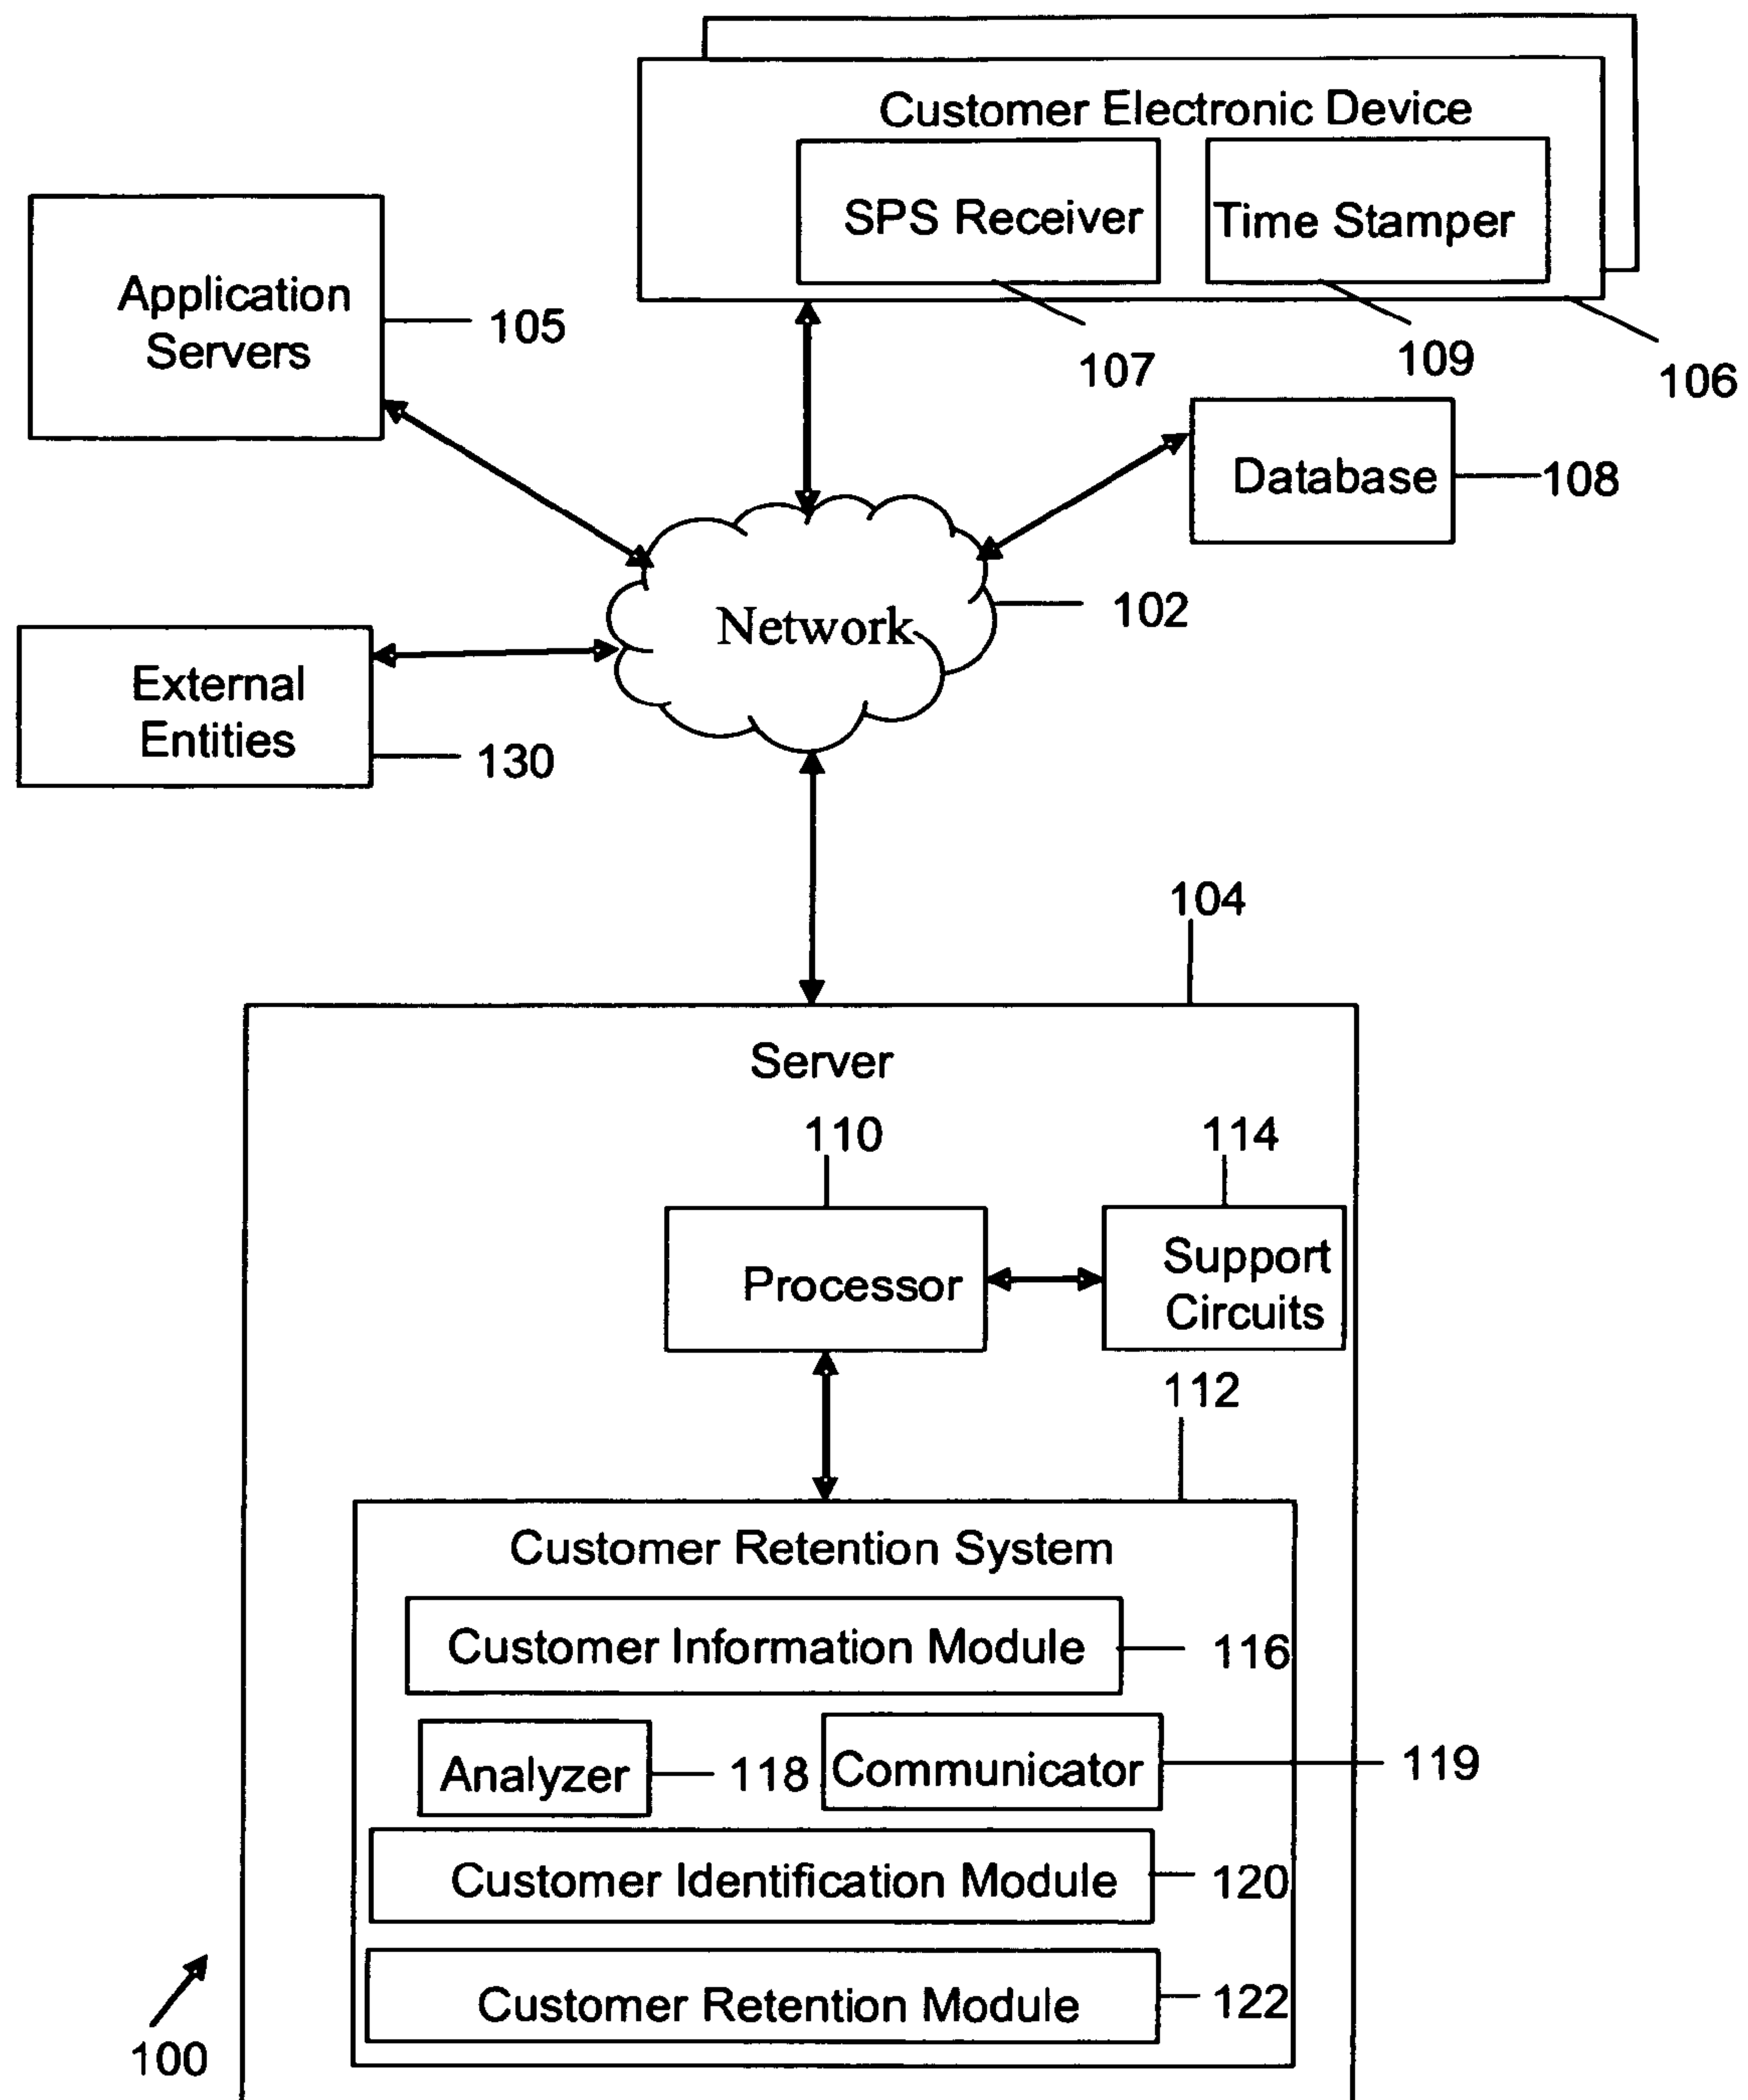 Customer Electronic Device
SPS Receiver
Time Stamper
Application
Servers
105
107
109
106
Database
108
Network
102
External
Entities
130
104
Server
110
114
Processor
Support
Circuits
112
Customer Retention System
Customer Information Module
116
Analyzer
118
Communicator
119
Customer Identification Module
120
Customer Retention Module
122
100